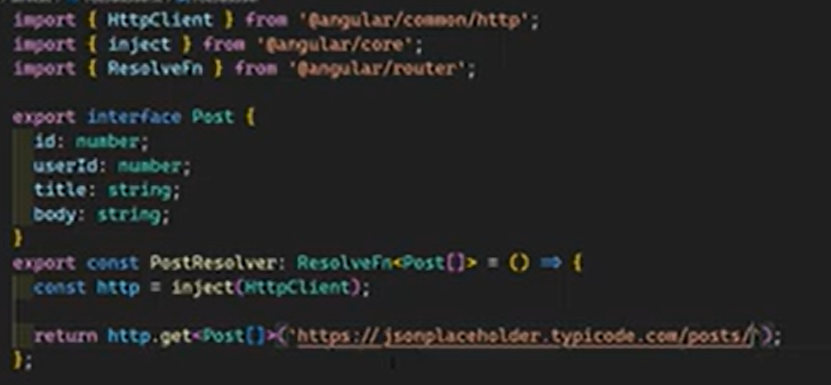 import { HttpClient } from '@angular/common/http';
import { inject } from '@angular/core';
import { ResolveFn } from '@angular/router';

export interface Post {
  id: number;
  userId: number;
  title: string;
  body: string;
}
export const PostResolver: ResolveFn<Post[]> = () => {
  const http = inject(HttpClient);

  return http.get<Post[]>('https://jsonplaceholder.typicode.com/posts/');
};